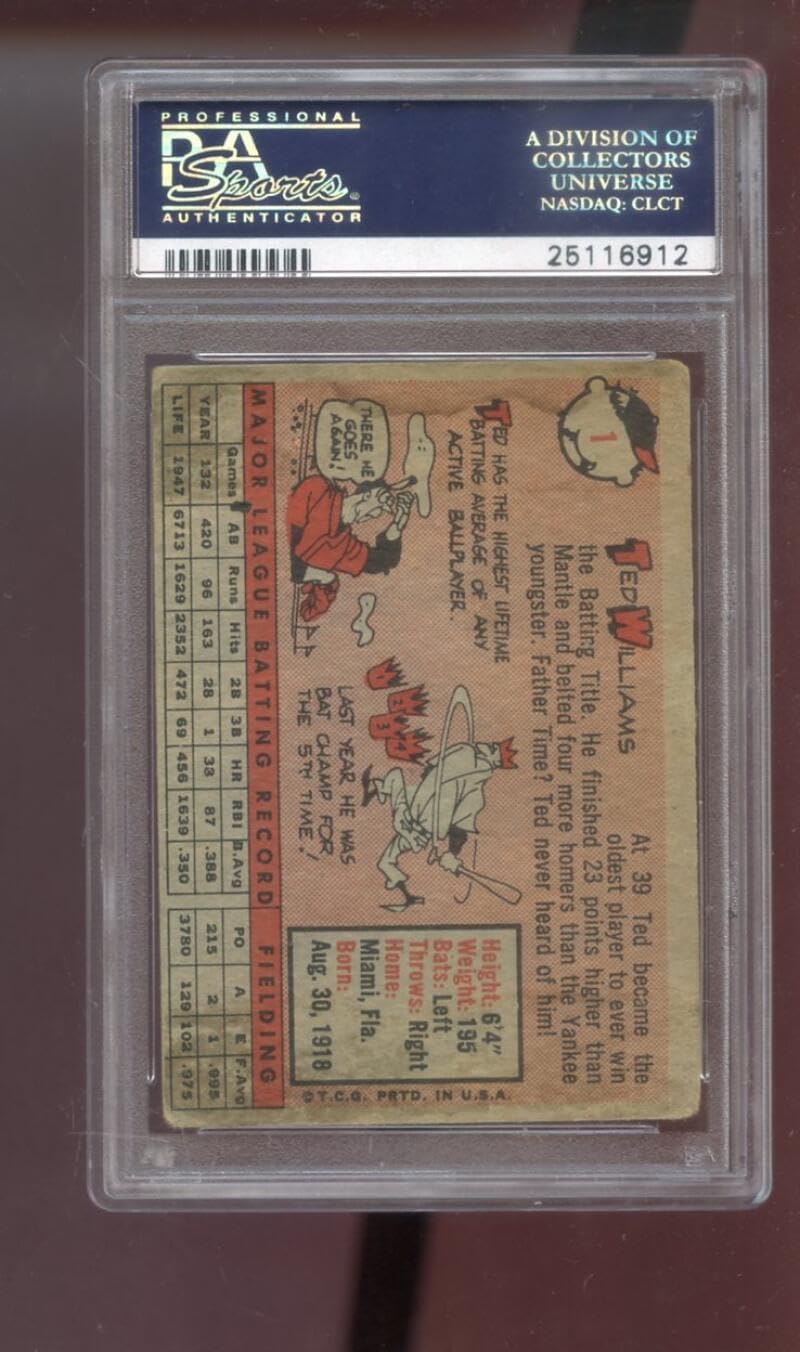 PROFESSIONAL
PSA
Sports
AUTHENTICATOR
A DIVISION OF
COLLECTORS
UNIVERSE
NASDAQ: CLCT
25116912
1
TED WILLIAMS
At 39 Ted became the
oldest player to ever win
the Batting Title. He finished 23 points higher than
Mantle and belted four more homers than the Yankee
youngster. Father Time? Ted never heard of him!
TED HAS THE HIGHEST LIFETIME
BATTING AVERAGE OF ANY
ACTIVE BALLPLAYER.
THERE HE
GOES
AGAIN!
1
2
3
4
LAST YEAR HE WAS
BAT CHAMP FOR
THE 5TH TIME!
Height: 6'4"
Weight: 195
Bats: Left
Throws: Right
Home:
Miami, Fla.
Born:
Aug. 30, 1918
©T.C.G. PRTD. IN U.S.A.
MAJOR LEAGUE BATTING RECORD FIELDING
Games AB Runs Hits 2B 3B HR RBI B.Avg PO A E F.Avg
YEAR 132 420 96 163 28 1 33 87 .388 215 2 1 .995
LIFE 1947 6713 1629 2352 472 69 456 1639 .350 3780 129 102 .975